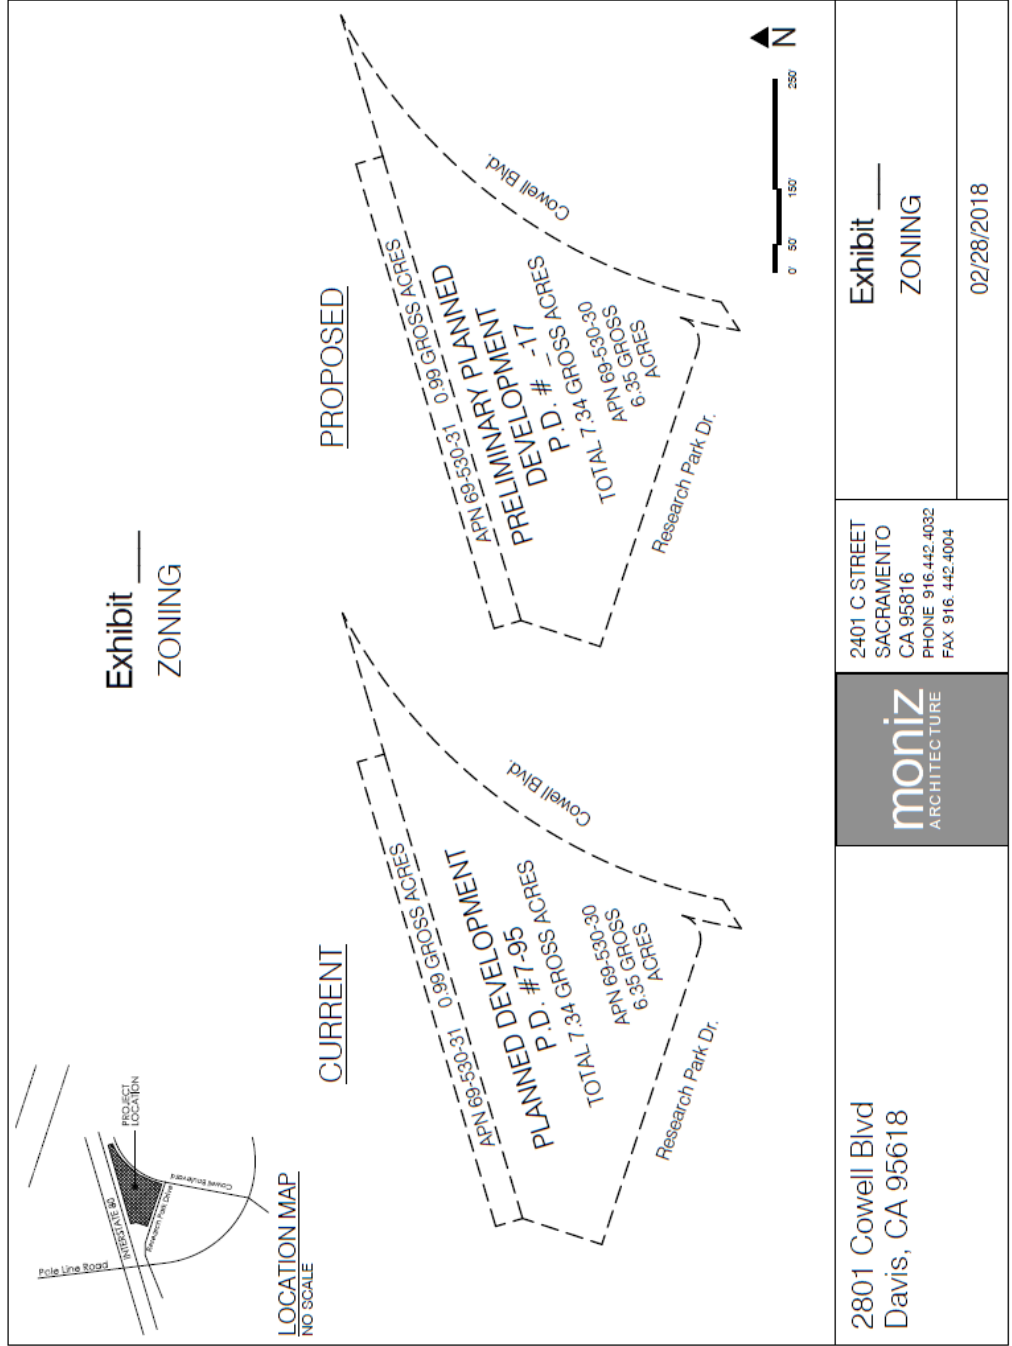 Exhibit ___
ZONING
Pole Line Road
INTERSTATE 80
Research Park Drive
Cowell Boulevard
PROJECT
LOCATION
LOCATION MAP
NO SCALE
CURRENT
APN 69-530-31 0.99 GROSS ACRES
PLANNED DEVELOPMENT
P.D. #7-95
TOTAL 7.34 GROSS ACRES
APN 69-530-30
6.35 GROSS
ACRES
Cowell Blvd.
Research Park Dr.
PROPOSED
APN 69-530-31 0.99 GROSS ACRES
PRELIMINARY PLANNED
DEVELOPMENT
P.D. # _ -17
TOTAL 7.34 GROSS ACRES
APN 69-530-30
6.35 GROSS
ACRES
Cowell Blvd.
Research Park Dr.
0' 50' 150' 250'
N
2801 Cowell Blvd
Davis, CA 95618
moniz
ARCHITECTURE
2401 C STREET
SACRAMENTO
CA 95816
PHONE 916.442.4032
FAX 916. 442.4004
Exhibit ___
ZONING
02/28/2018